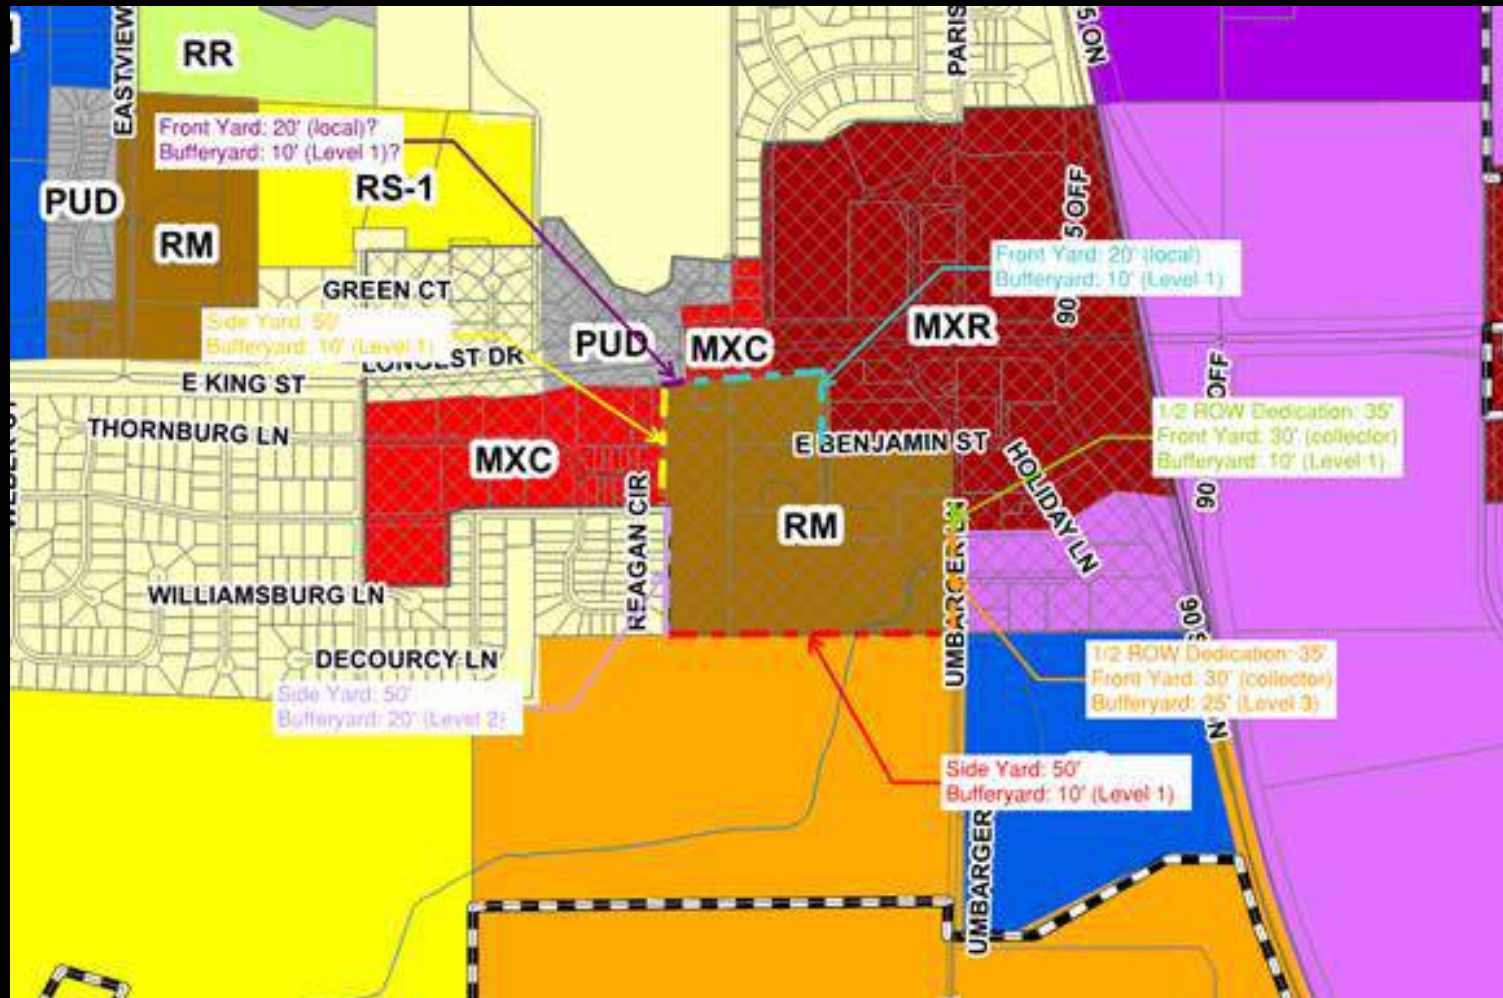 EASTVIEW
RR
PARIS
Front Yard: 20' (local)?
Bufferyard: 10' (Level 1)?
RS-1
PUD
RM
90
5 OFF
Front Yard: 20' (local)
Bufferyard: 10' (Level 1)
GREEN CT
Side Yard: 50'
Bufferyard: 10' (Level 1)
PUD
MXC
MXR
LONGEST DR
E KING ST
OFF
90
1/2 ROW Dedication: 35'
Front Yard: 30' (collector)
Bufferyard: 10' (Level 1)
THORNBURG LN
E BENJAMIN ST
MXC
HOLIDAY LN
REAGAN CIR
RM
UMBARGER LN
WILLIAMSBURG LN
DECOURCY LN
1/2 ROW Dedication: 35'
Front Yard: 30' (collector)
Bufferyard: 25' (Level 3)
Side Yard: 50'
Bufferyard: 20' (Level 2)
Side Yard: 50'
Bufferyard: 10' (Level 1)
UMBARGER